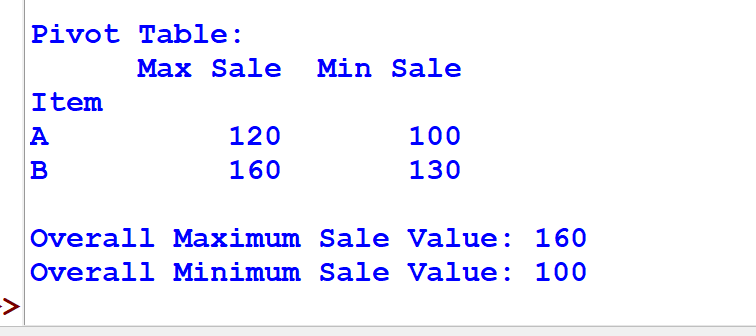 Pivot Table:
Max Sale Min Sale
Item
A 120 100
B 160 130
Overall Maximum Sale Value: 160
Overall Minimum Sale Value: 100
>